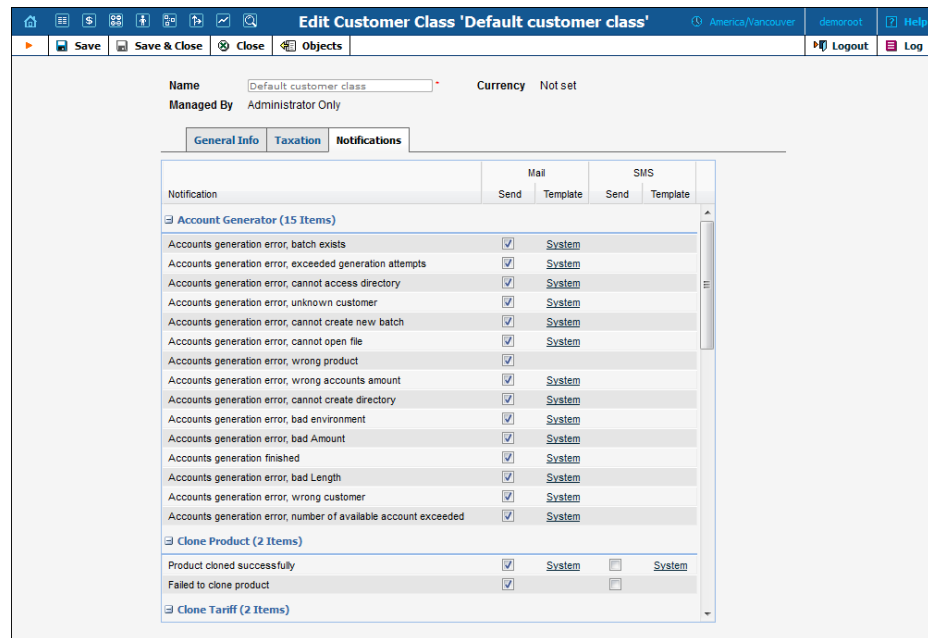 Edit Customer Class 'Default customer class' America/Vancouver demoroot ? Help
Save Save & Close Close Objects Logout Log
Name Default customer class * Currency Not set
Managed By Administrator Only
General Info Taxation Notifications
Mail SMS
Notification Send Template Send Template
Account Generator (15 Items)
Accounts generation error, batch exists System
Accounts generation error, exceeded generation attempts System
Accounts generation error, cannot access directory System
Accounts generation error, unknown customer System
Accounts generation error, cannot create new batch System
Accounts generation error, cannot open file System
Accounts generation error, wrong product
Accounts generation error, wrong accounts amount System
Accounts generation error, cannot create directory System
Accounts generation error, bad environment System
Accounts generation error, bad Amount System
Accounts generation finished System
Accounts generation error, bad Length System
Accounts generation error, wrong customer System
Accounts generation error, number of available account exceeded System
Clone Product (2 Items)
Product cloned successfully System System
Failed to clone product
Clone Tariff (2 Items)